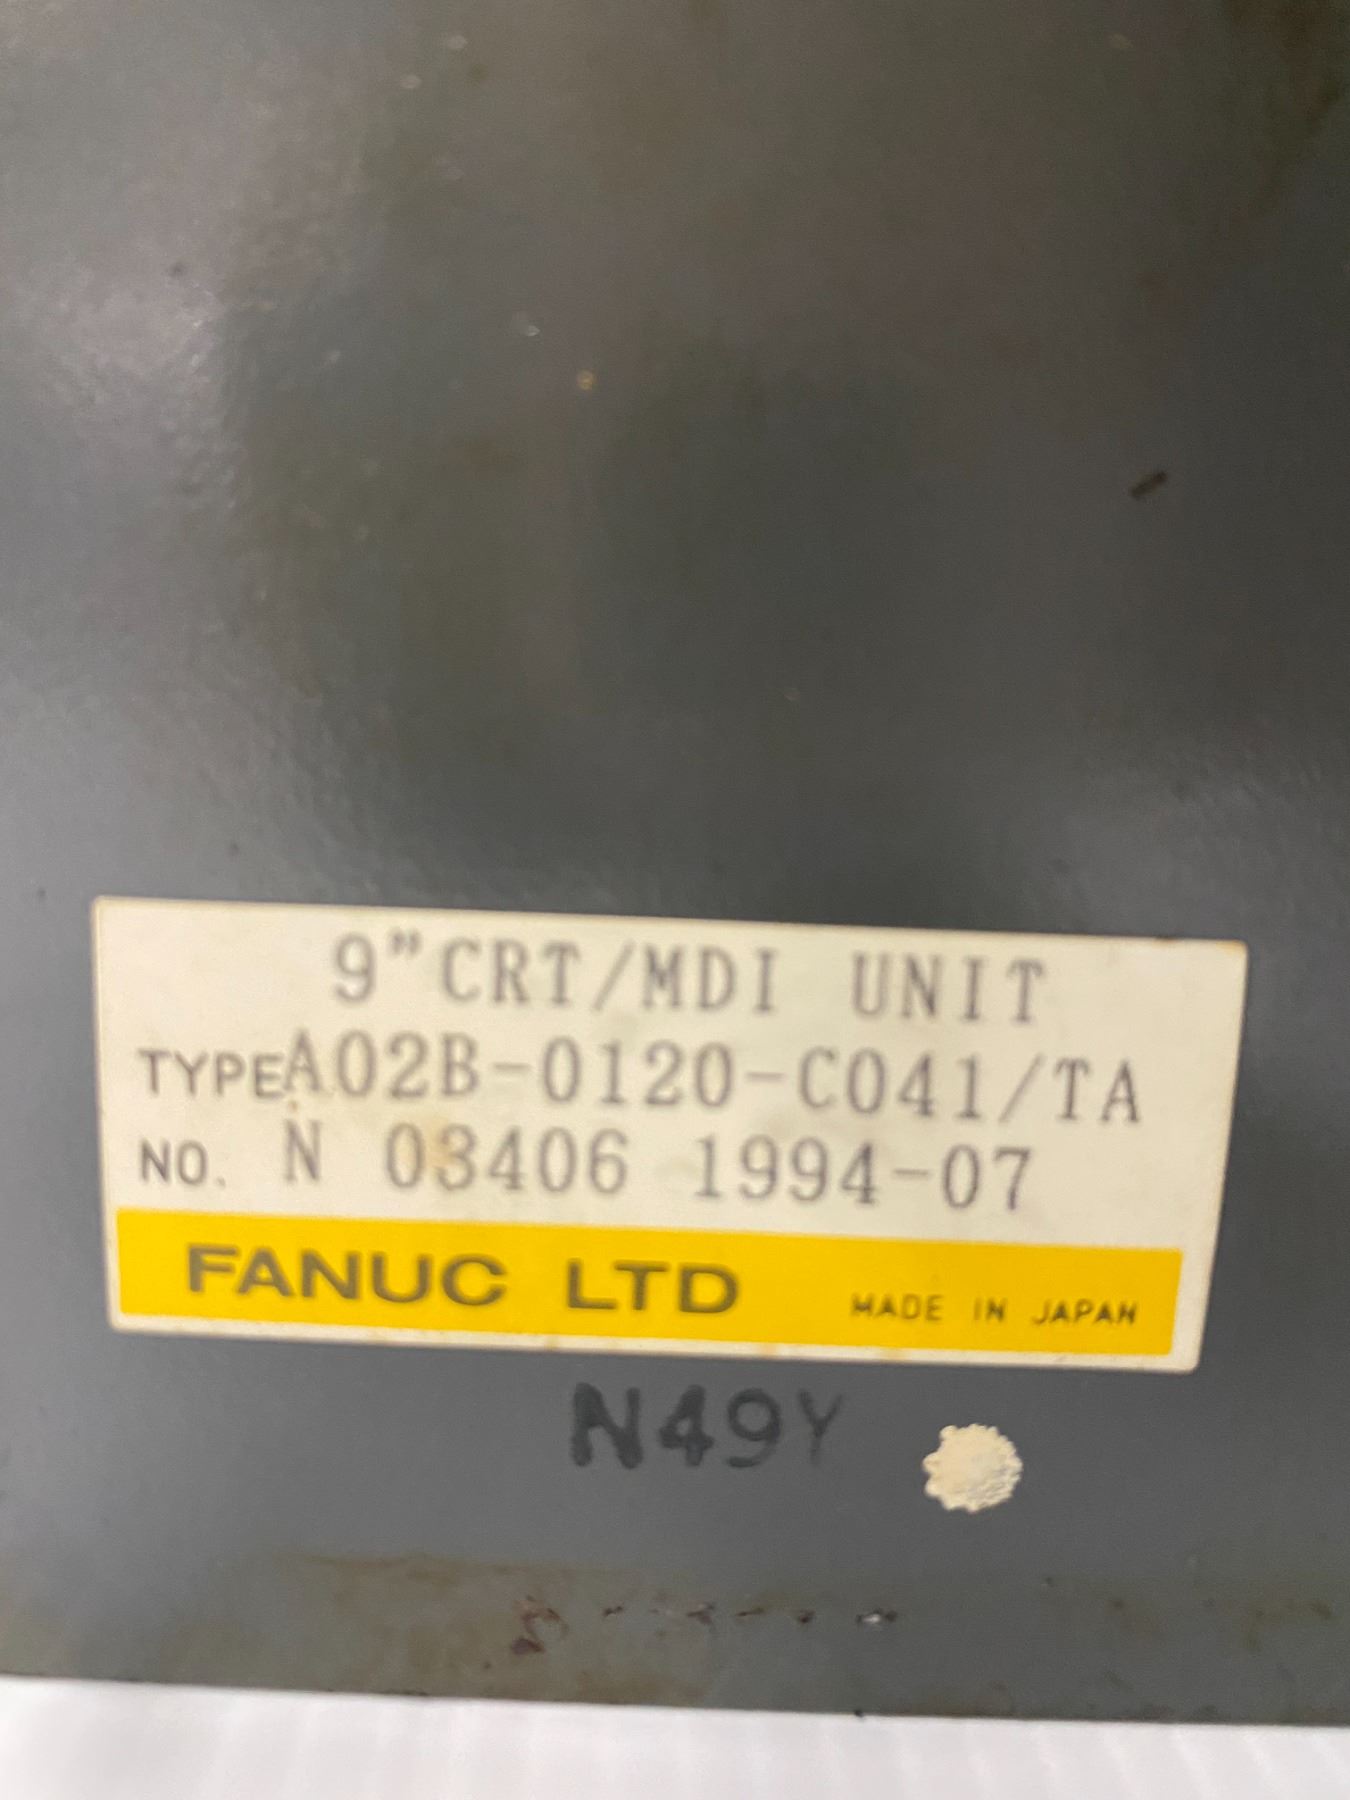 9"CRT/MDI UNIT
TYPE A02B-0120-C041/TA
NO. N 03406 1994-07
FANUC LTD MADE IN JAPAN
N49Y